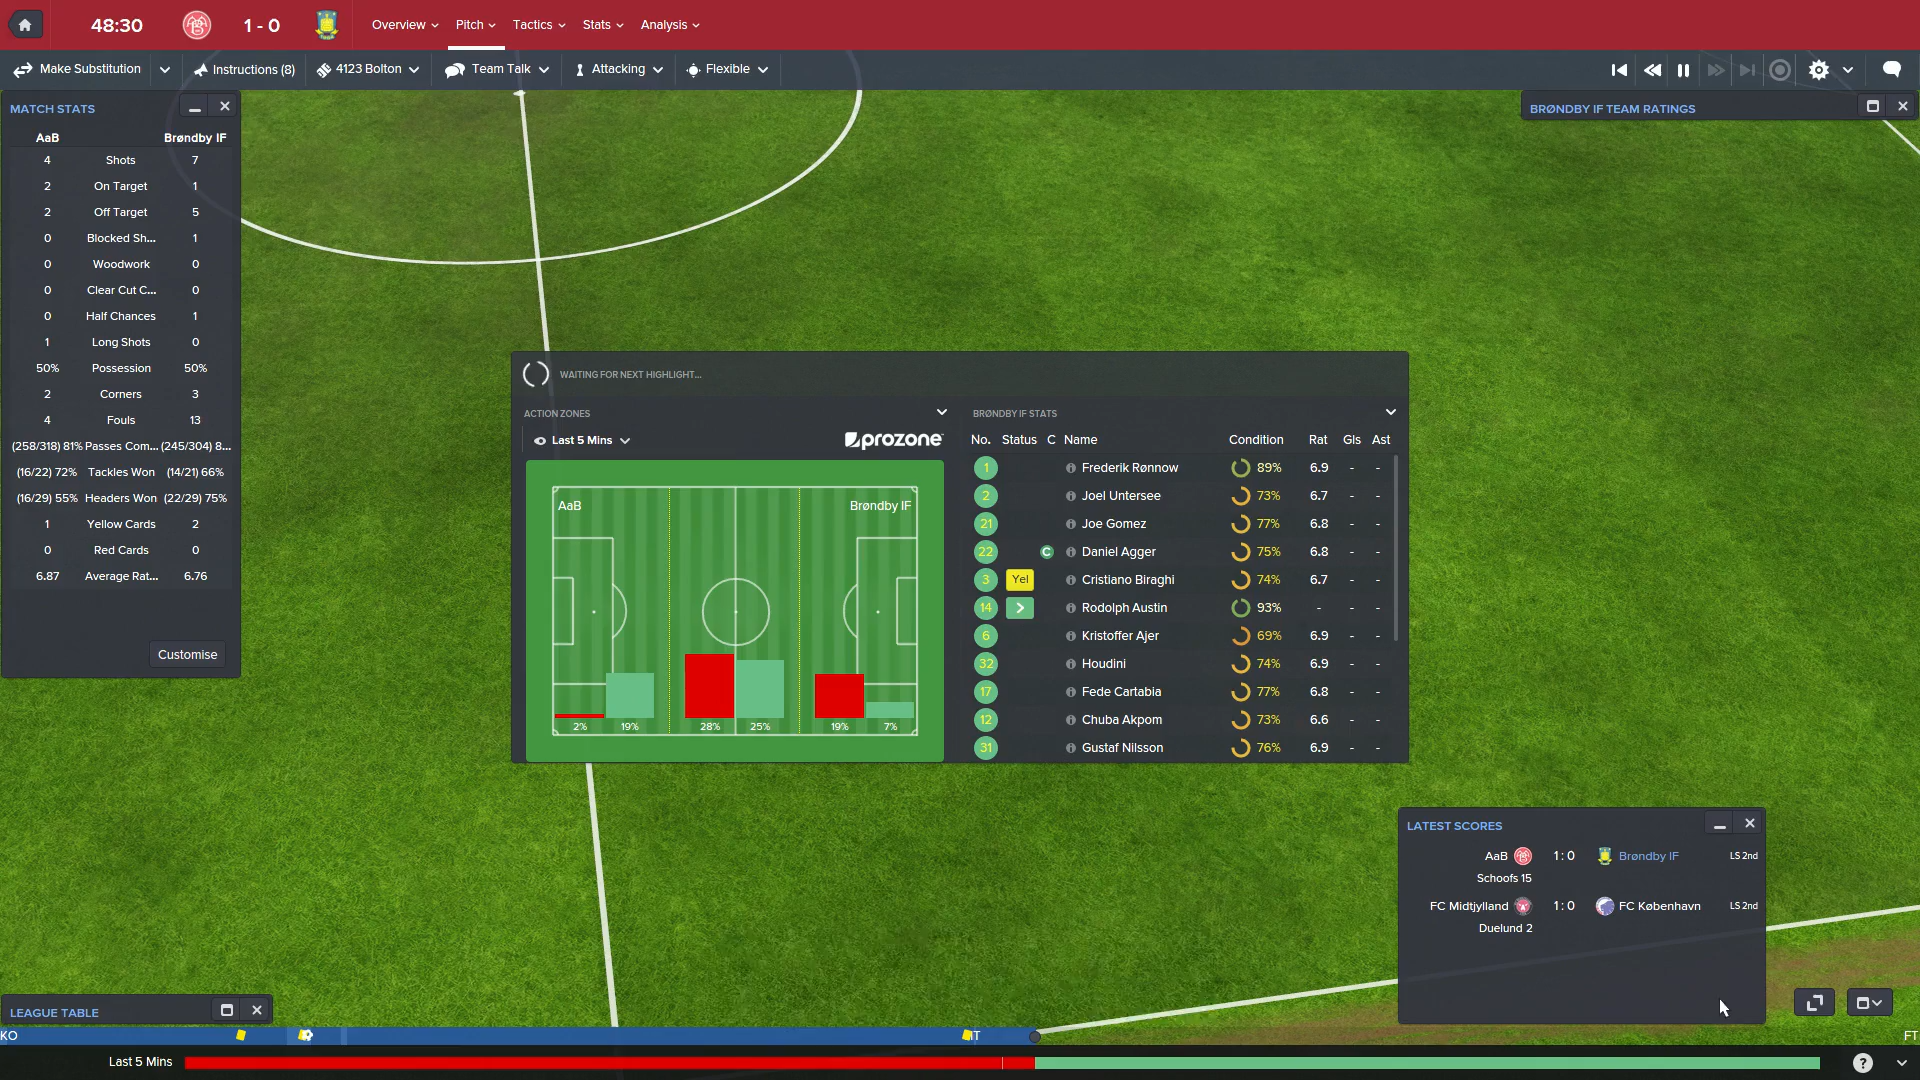 48:30 1 - 0 Overview Pitch Tactics Stats Analysis
Make Substitution Instructions (8) 4123 Bolton Team Talk Attacking Flexible
MATCH STATS
AaB Brøndby IF
4 Shots 7
2 On Target 1
2 Off Target 5
0 Blocked Sh... 1
0 Woodwork 0
0 Clear Cut C... 0
0 Half Chances 1
1 Long Shots 0
50% Possession 50%
2 Corners 3
4 Fouls 13
(258/318) 81% Passes Com... (245/304) 8...
(16/22) 72% Tackles Won (14/21) 66%
(16/29) 55% Headers Won (22/29) 75%
1 Yellow Cards 2
0 Red Cards 0
6.87 Average Rat... 6.76
Customise
BRØNDBY IF TEAM RATINGS
WAITING FOR NEXT HIGHLIGHT...
ACTION ZONES
Last 5 Mins prozone
AaB Brøndby IF
2% 19% 28% 25% 19% 7%
BRØNDBY IF STATS
No. Status C Name Condition Rat Gls Ast
1 Frederik Rønnow 89% 6.9 - -
2 Joel Untersee 73% 6.7 - -
21 Joe Gomez 77% 6.8 - -
22 C Daniel Agger 75% 6.8 - -
3 Yel Cristiano Biraghi 74% 6.7 - -
14 Rodolph Austin 93% - - -
6 Kristoffer Ajer 69% 6.9 - -
32 Houdini 74% 6.9 - -
17 Fede Cartabia 77% 6.8 - -
12 Chuba Akpom 73% 6.6 - -
31 Gustaf Nilsson 76% 6.9 - -
LATEST SCORES
AaB 1 : 0 Brøndby IF LS 2nd
Schoofs 15
FC Midtjylland 1 : 0 FC København LS 2nd
Duelund 2
LEAGUE TABLE
KO HT FT
Last 5 Mins ?